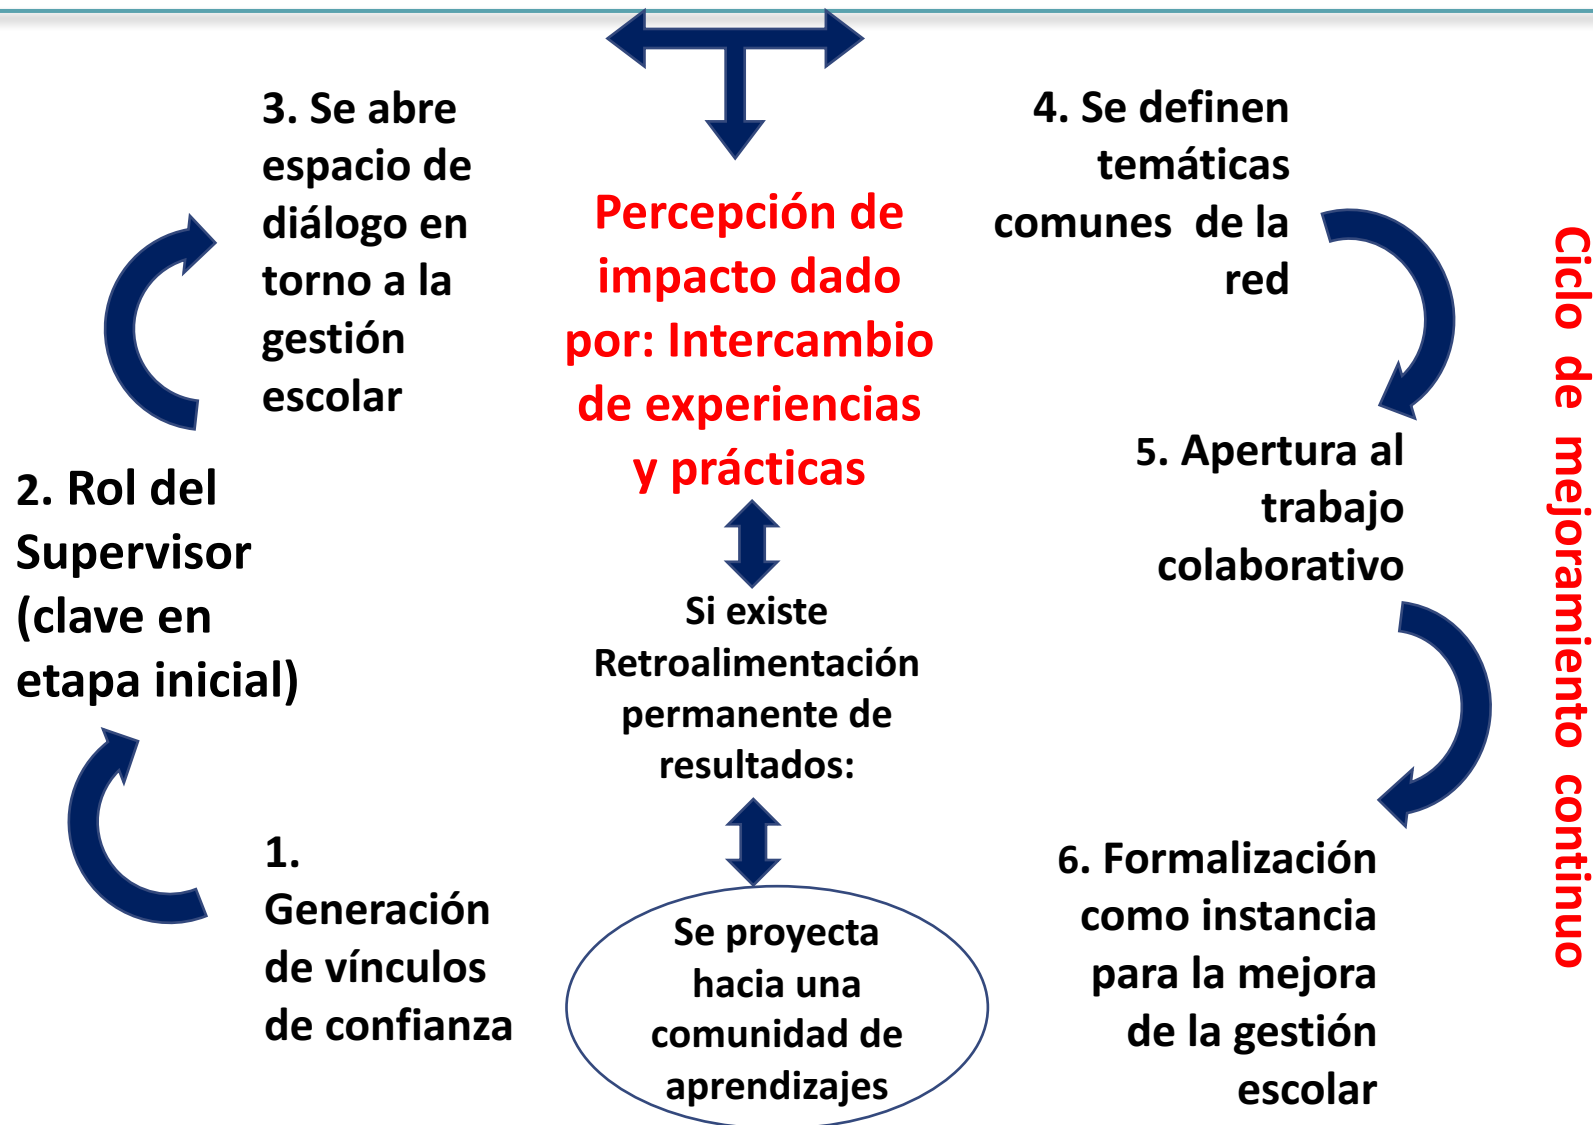 3. Se abre
espacio de
diálogo en
torno a la
gestión
escolar
2. Rol del
Supervisor
(clave en
etapa inicial)
1.
Generación
de vínculos
de confianza
Percepción de
impacto dado
por: Intercambio
de experiencias
y prácticas
Si existe
Retroalimentación
permanente de
resultados:
Se proyecta
hacia una
comunidad de
aprendizajes
4. Se definen
temáticas
comunes  de la
red
5. Apertura al
trabajo
colaborativo
6. Formalización
como instancia
para la mejora
de la gestión
escolar
Ciclo de mejoramiento continuo